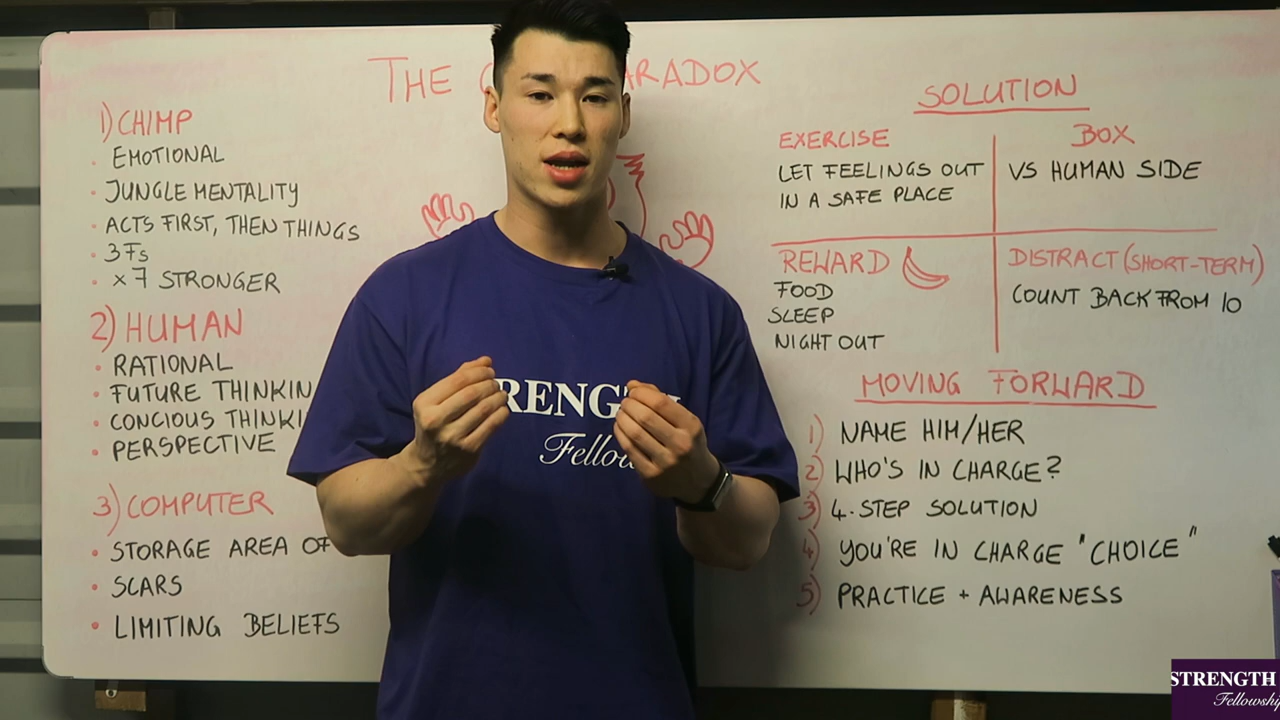 THE C ARADOX
1) CHIMP
• EMOTIONAL
• JUNGLE MENTALITY
• ACTS FIRST, THEN THINGS
• 3Fs
• x7 STRONGER
2) HUMAN
• RATIONAL
• FUTURE THINKIN
• CONCIOUS THINKI
• PERSPECTIVE
3) COMPUTER
• STORAGE AREA OF
• SCARS
• LIMITING BELIEFS
SOLUTION
EXERCISE
LET FEELINGS OUT
IN A SAFE PLACE
BOX
VS HUMAN SIDE
REWARD
FOOD
SLEEP
NIGHT OUT
DISTRACT (SHORT-TERM)
COUNT BACK FROM 10
MOVING FORWARD
1) NAME HIM/HER
2) WHO'S IN CHARGE?
3) 4-STEP SOLUTION
4) YOU'RE IN CHARGE "CHOICE"
5) PRACTICE + AWARENESS
RENG
Fellow
STRENGTH
Fellowshi